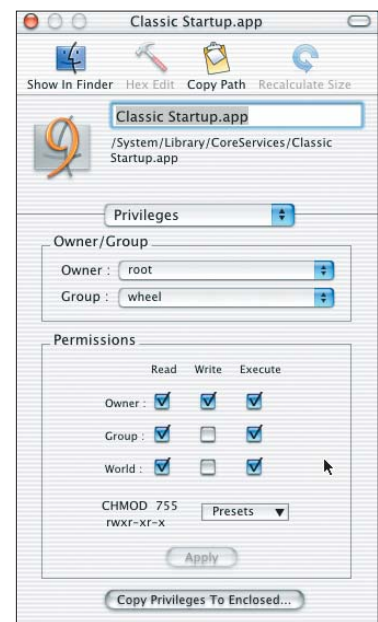 Classic Startup.app
Show In Finder Hex Edit Copy Path Recalculate Size
Classic Startup.app
/System/Library/CoreServices/Classic
Startup.app
Privileges
Owner/Group
Owner : root
Group : wheel
Permissions
Read Write Execute
Owner :
Group :
World :
CHMOD 755
rwxr-xr-x
Presets
Apply
Copy Privileges To Enclosed...